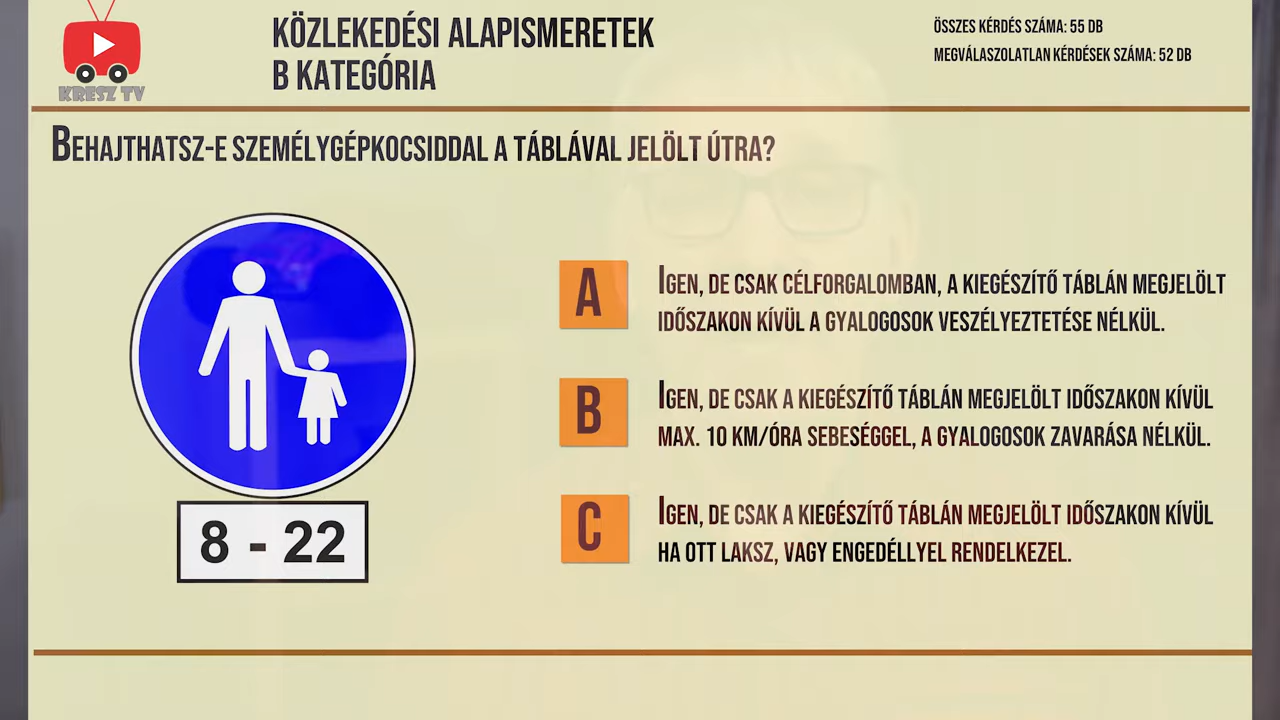 KRESZ TV
KÖZLEKEDÉSI ALAPISMERETEK
B KATEGÓRIA
ÖSSZES KÉRDÉS SZÁMA: 55 DB
MEGVÁLASZOLATLAN KÉRDÉSEK SZÁMA: 52 DB
BEHAJTHATSZ-E SZEMÉLYGÉPKOCSIDDAL A TÁBLÁVAL JELÖLT ÚTRA?
8 - 22
A
IGEN, DE CSAK CÉLFORGALOMBAN, A KIEGÉSZÍTŐ TÁBLÁN MEGJELÖLT
IDŐSZAKON KÍVÜL A GYALOGOSOK VESZÉLYEZTETÉSE NÉLKÜL.
B
IGEN, DE CSAK A KIEGÉSZÍTŐ TÁBLÁN MEGJELÖLT IDŐSZAKON KÍVÜL
MAX. 10 KM/ÓRA SEBESÉGGEL, A GYALOGOSOK ZAVARÁSA NÉLKÜL.
C
IGEN, DE CSAK A KIEGÉSZÍTŐ TÁBLÁN MEGJELÖLT IDŐSZAKON KÍVÜL
HA OTT LAKSZ, VAGY ENGEDÉLLYEL RENDELKEZEL.